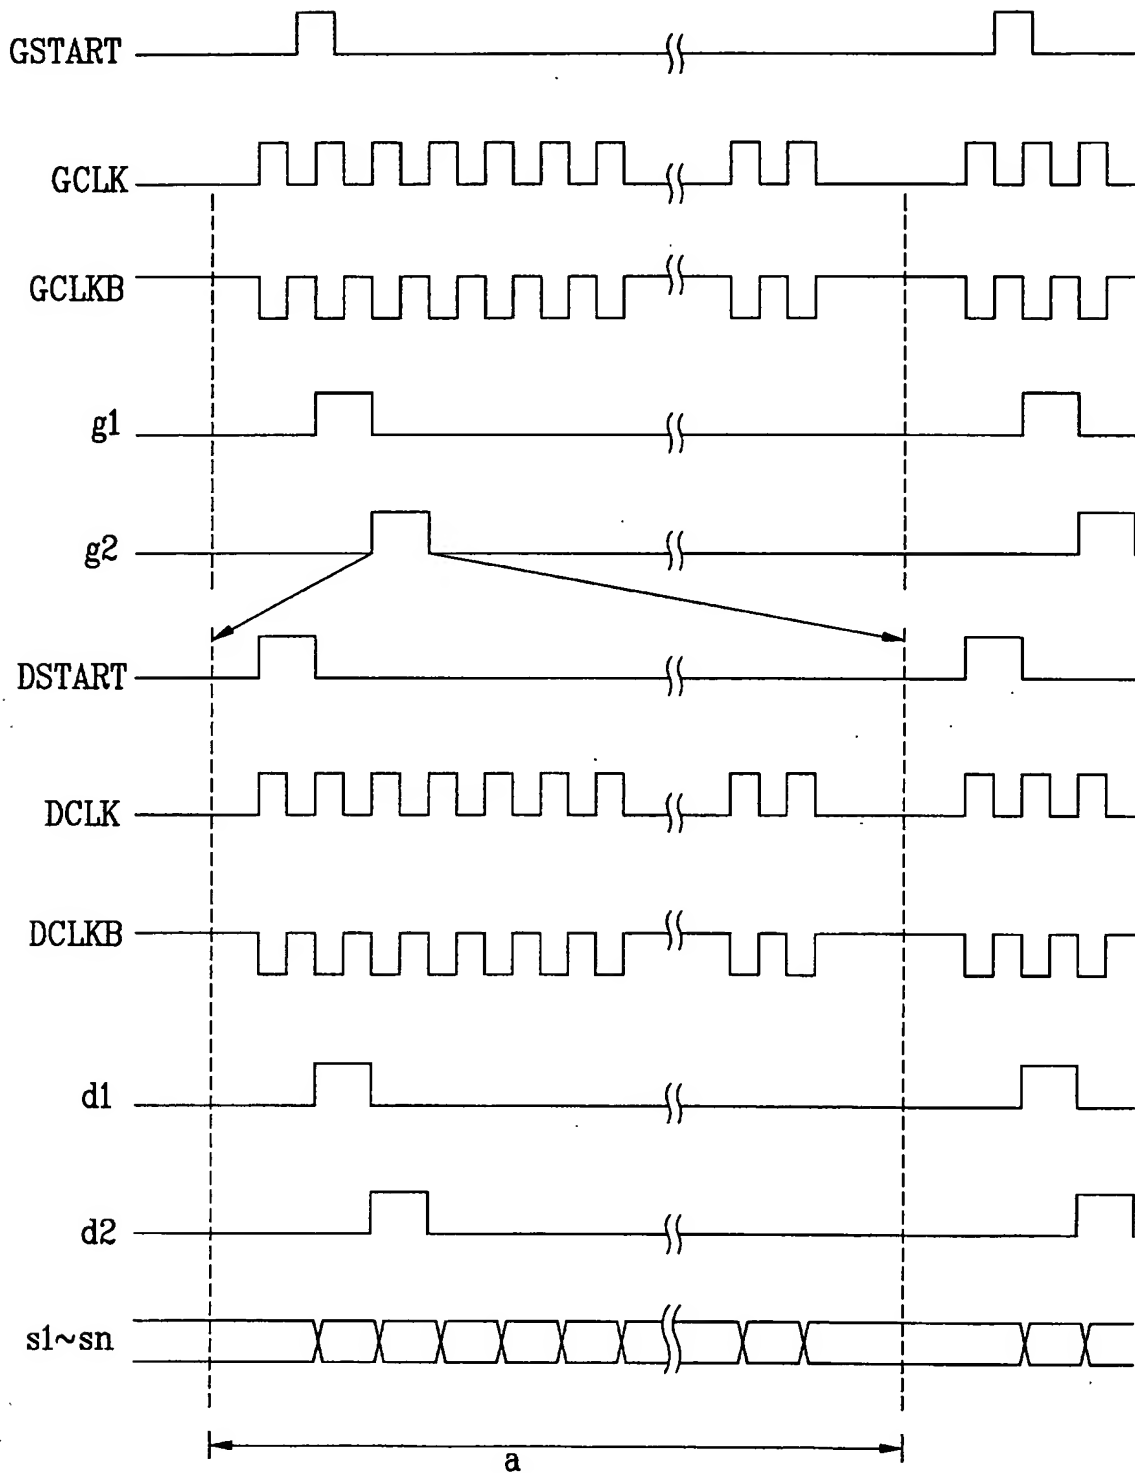 GSTART
GCLK
GCLKB
g1
g2
DSTART
DCLK
DCLKB
d1
d2
s1~sn
a